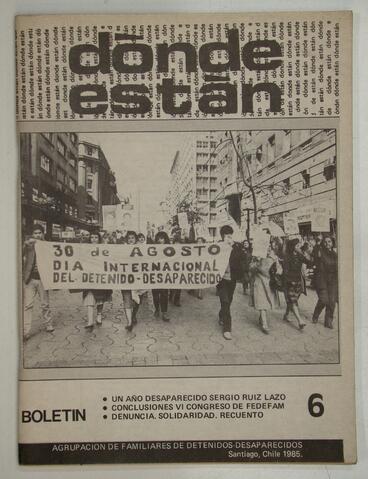 dónde
están
30 de AGOSTO
DIA INTERNACIONAL
DEL DETENIDO-DESAPARECIDO
BOLETIN
• UN AÑO DESAPARECIDO SERGIO RUIZ LAZO
• CONCLUSIONES VI CONGRESO DE FEDEFAM
• DENUNCIA. SOLIDARIDAD. RECUENTO
6
AGRUPACION DE FAMILIARES DE DETENIDOS-DESAPARECIDOS
Santiago, Chile 1985.